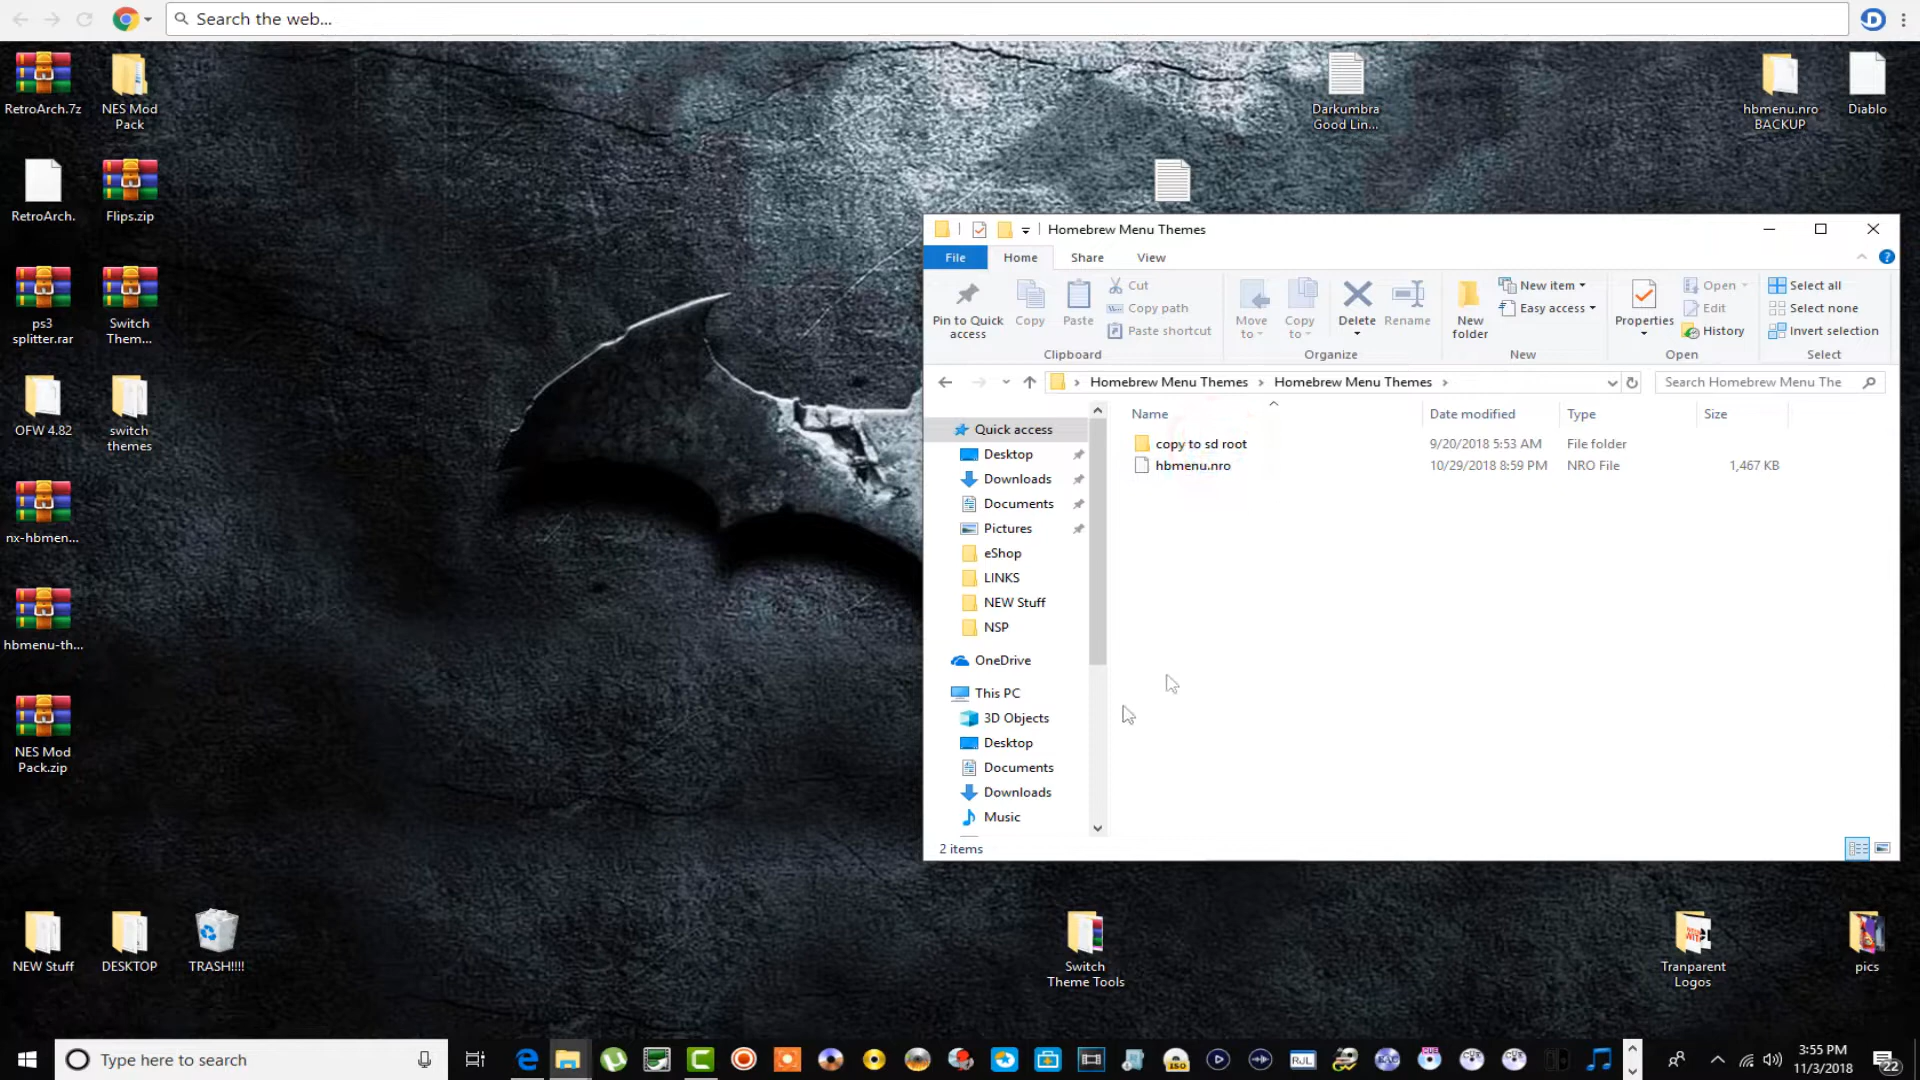 Search the web...
RetroArch.7z
NES Mod
Pack
Darkumbra
Good Lin...
hbmenu.nro
BACKUP
Diablo
RetroArch.
Flips.zip
ps3
splitter.rar
Switch
Them...
OFW 4.82
switch
themes
nx-hbmen...
hbmenu-th...
NES Mod
Pack.zip
NEW Stuff
DESKTOP
TRASH!!!!
Switch
Theme Tools
Tranparent
Logos
pics
Homebrew Menu Themes
File
Home
Share
View
Pin to Quick
access
Copy
Paste
Cut
Copy path
Paste shortcut
Clipboard
Move
to
Copy
to
Delete
Rename
Organize
New
folder
New item
Easy access
New
Properties
Open
Edit
History
Open
Select all
Select none
Invert selection
Select
Homebrew Menu Themes
Homebrew Menu Themes
Search Homebrew Menu The
Name
Date modified
Type
Size
copy to sd root
9/20/2018 5:53 AM
File folder
hbmenu.nro
10/29/2018 8:59 PM
NRO File
1,467 KB
Quick access
Desktop
Downloads
Documents
Pictures
eShop
LINKS
NEW Stuff
NSP
OneDrive
This PC
3D Objects
Desktop
Documents
Downloads
Music
2 items
Type here to search
ISO
RUL
3:55 PM
11/3/2018
22